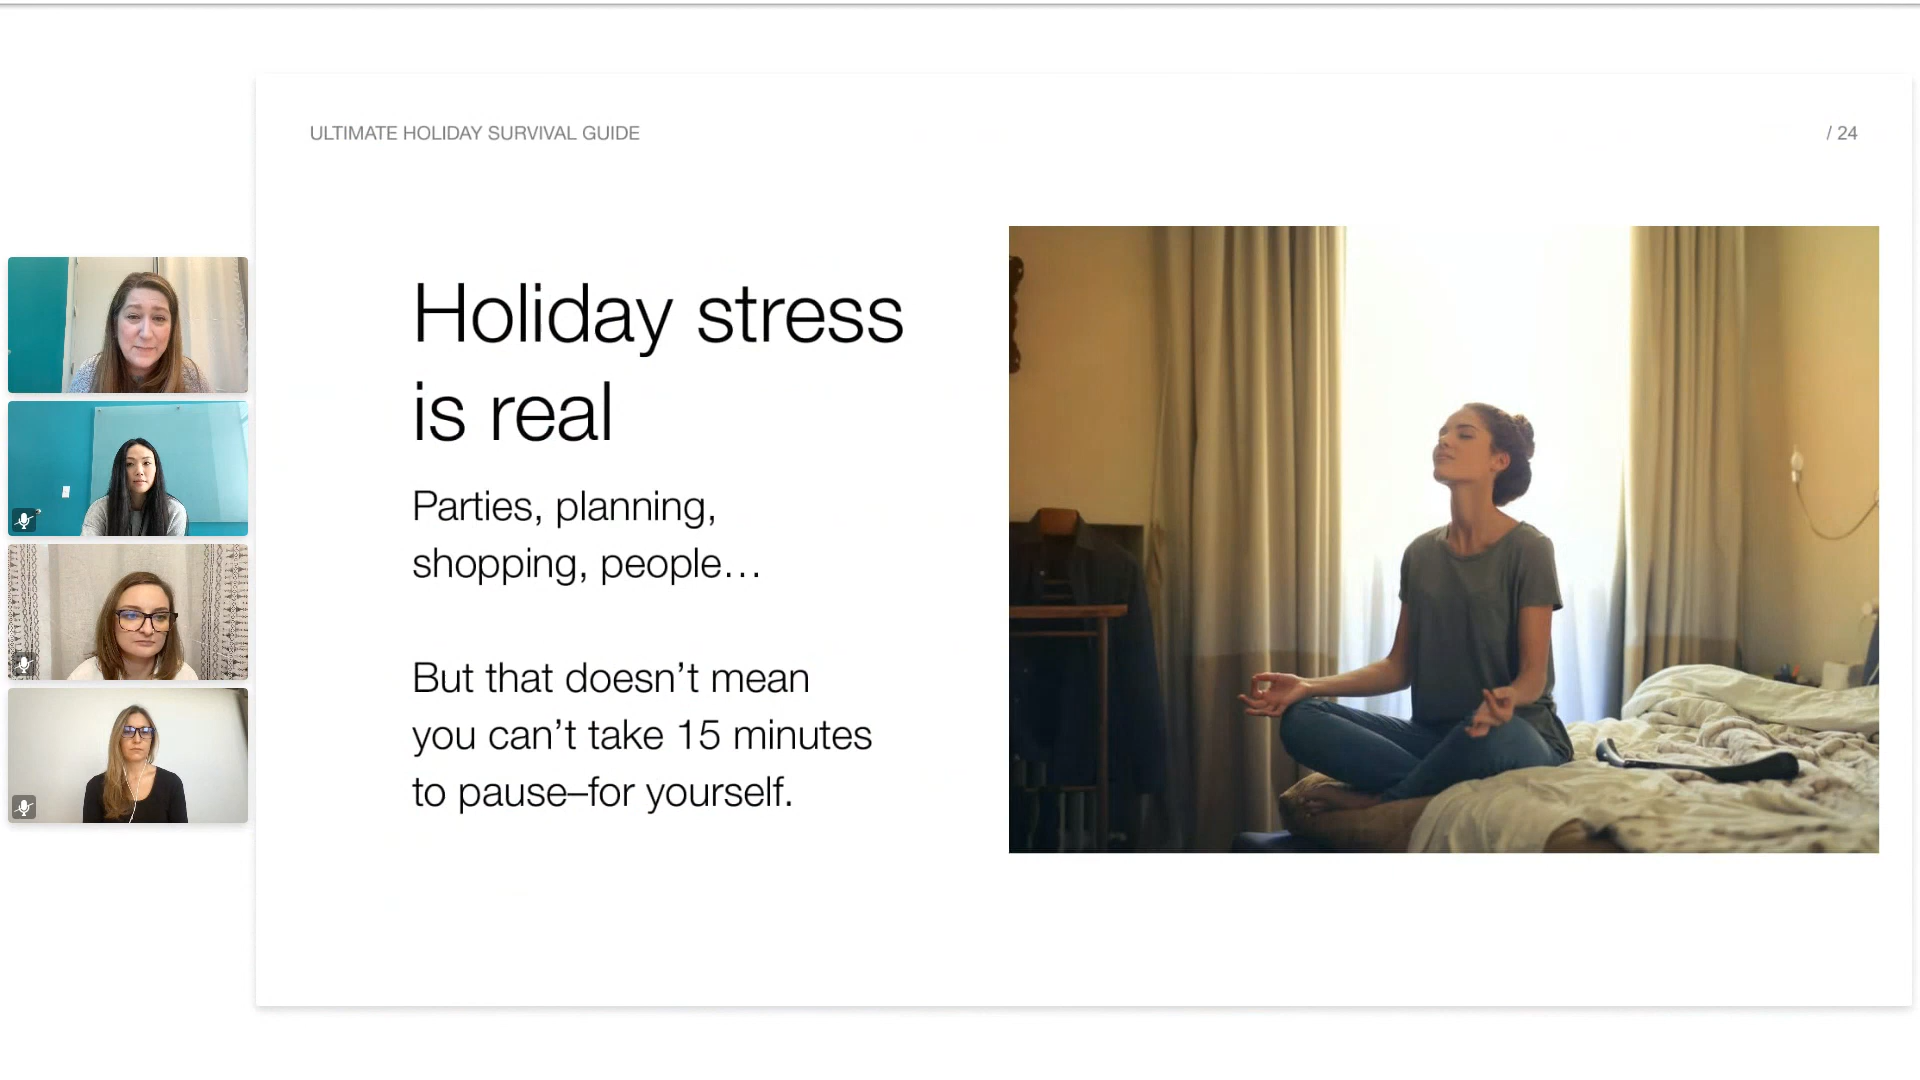 ULTIMATE HOLIDAY SURVIVAL GUIDE
/ 24
Holiday stress
is real
Parties, planning,
shopping, people…
But that doesn’t mean
you can’t take 15 minutes
to pause–for yourself.